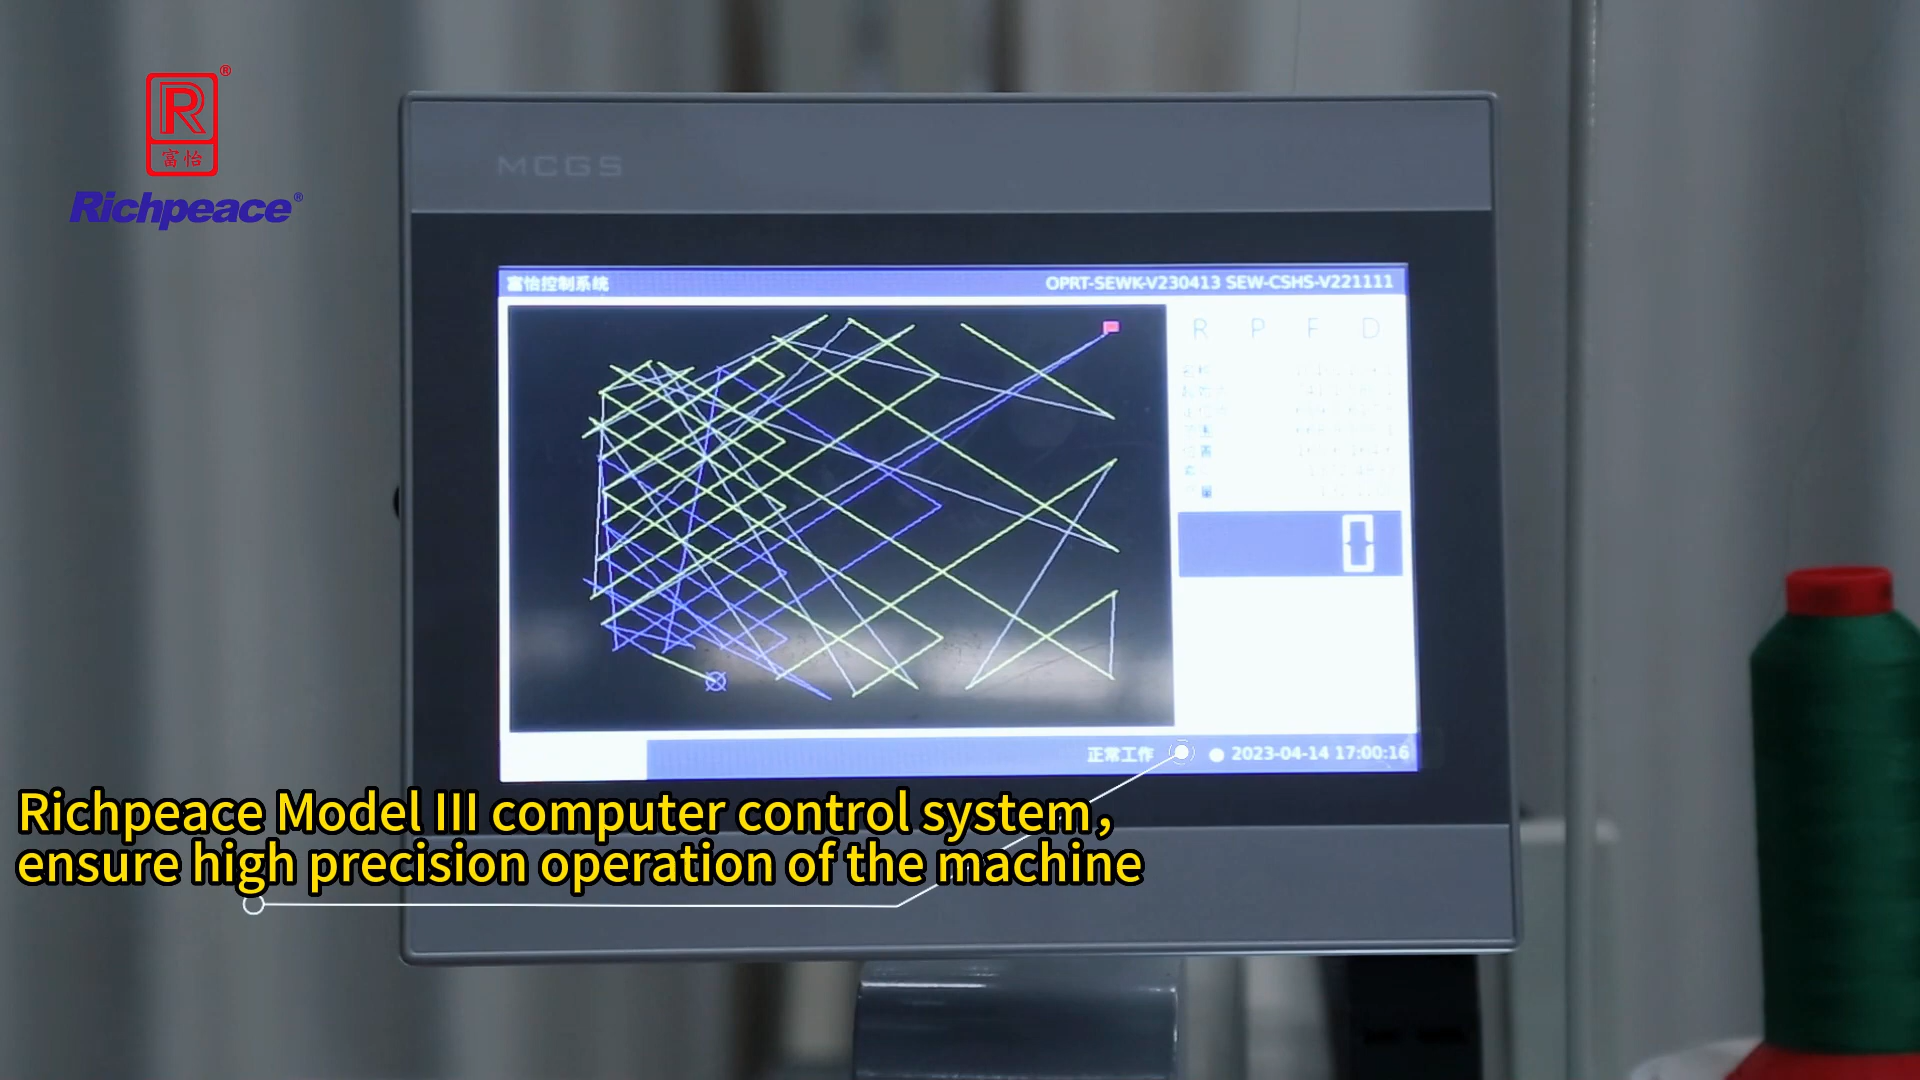 R®
富怡
Richpeace®
MCGS
富怡控制系统 OPRT-SEWK-V230413 SEW-CSHS-V221111
R P F D
0
正常工作 2023-04-14 17:00:16
Richpeace Model III computer control system,
ensure high precision operation of the machine